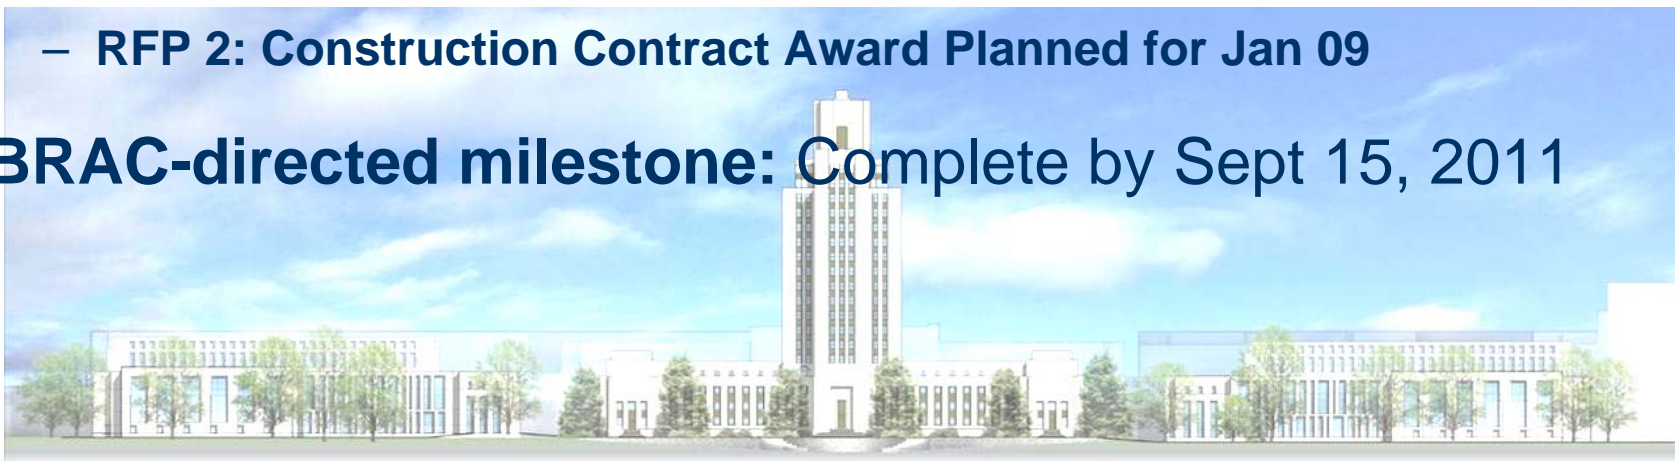 – RFP 2: Construction Contract Award Planned for Jan 09
BRAC-directed milestone: Complete by Sept 15, 2011